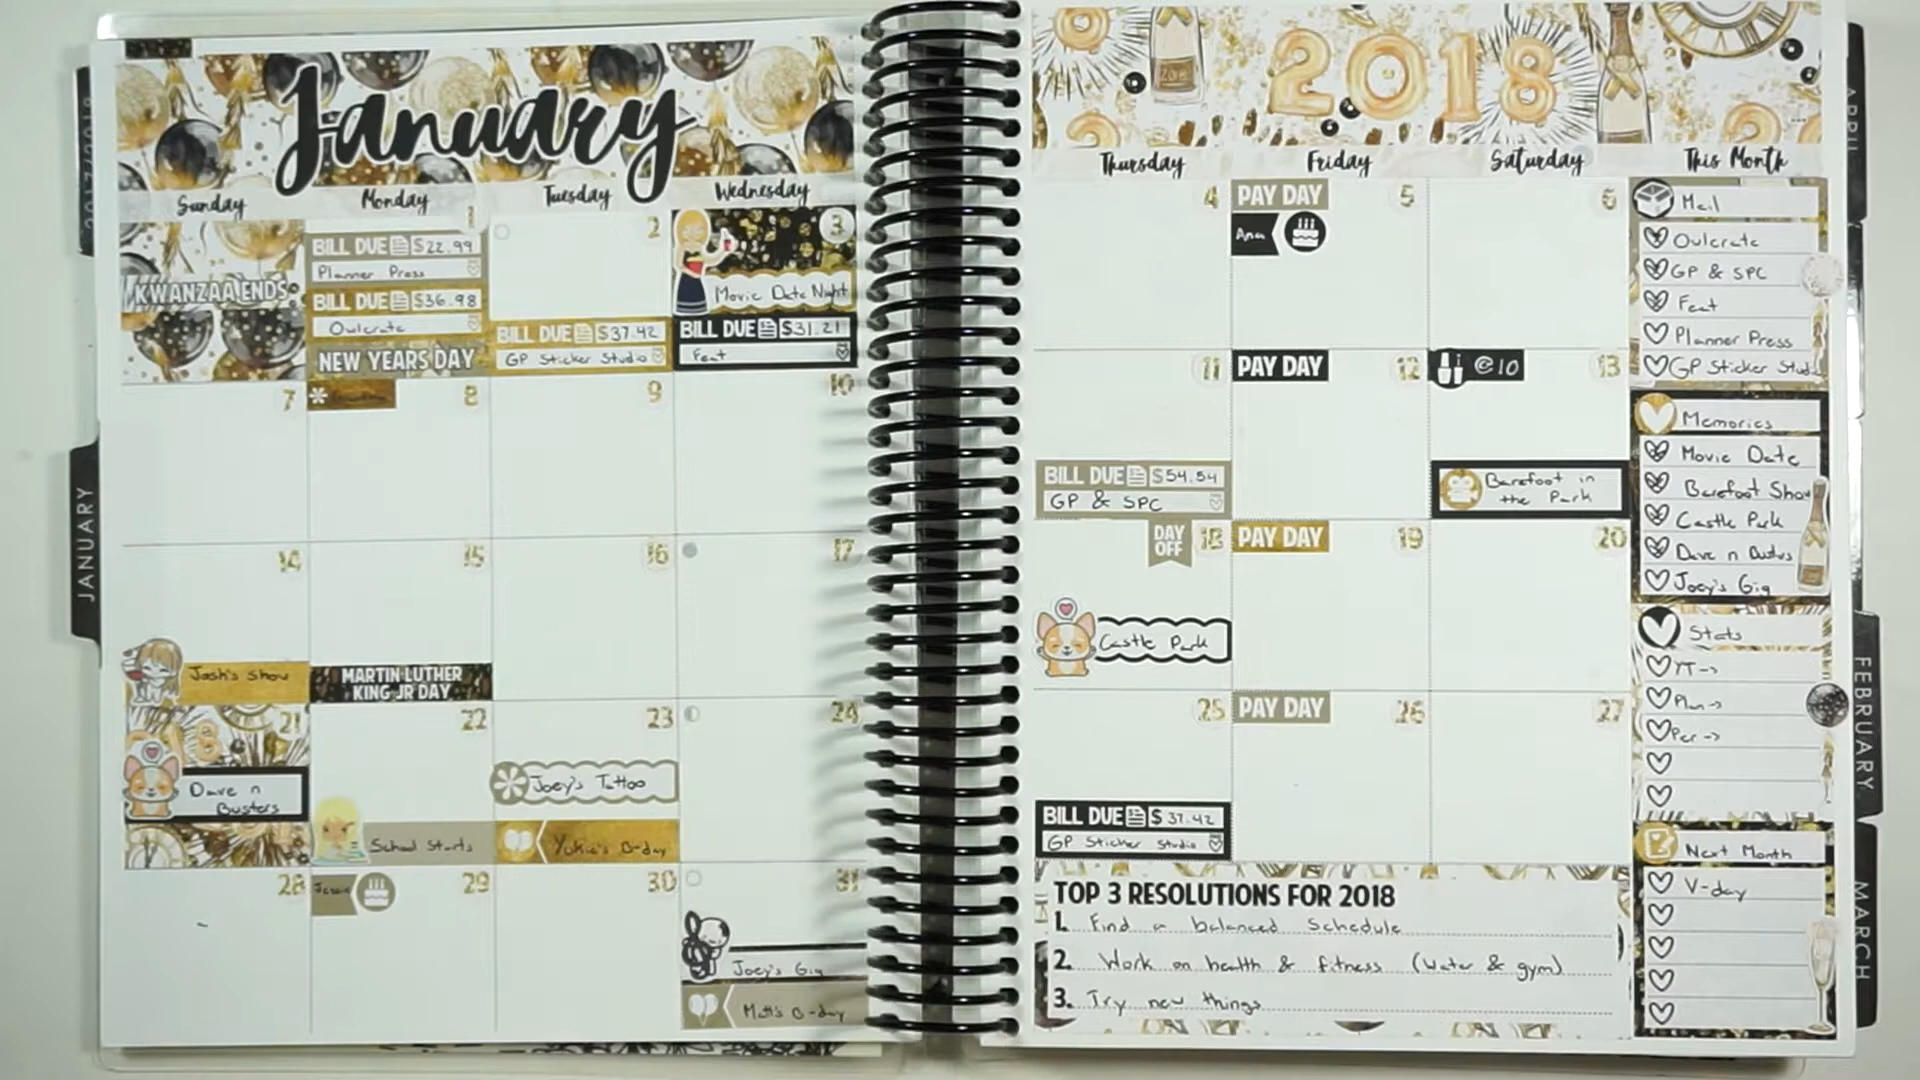 January
Sunday
Monday
Tuesday
Wednesday
KWANZAA ENDS
1
BILL DUE $22.99
Planner Press
BILL DUE $36.98
Owlcrate
NEW YEARS DAY
2
BILL DUE $37.42
GP Sticker Studio
3
Movie Date Night
BILL DUE $31.21
7
8
9
10
14
Josh's Show
15
MARTIN LUTHER
KING JR DAY
16
17
21
Dave n
Busters
22
School Starts
23
Joey's Tattoo
Yukie's B-day
24
28
29
30
31
Joey's Gig
Matt's B-day
JANUARY
2018
Thursday
Friday
Saturday
This Month
4
PAY DAY
5
Ana
6
11
BILL DUE $54.54
GP & SPC
PAY DAY
12
@10
13
Barefoot in
the Park
DAY
OFF
18
Castle Park
PAY DAY
19
20
25
BILL DUE $37.42
GP Sticker Studio
PAY DAY
26
27
TOP 3 RESOLUTIONS FOR 2018
1. Find a balanced Schedule
2. Work on health & fitness (water & gym)
3. Try new things
Mail
Owlcrate
GP & SPC
Planner Press
GP Sticker
Memories
Movie Date
Barefoot Show
Castle Park
Dave n Busters
Joey's Gig
Stats
YT ->
Plan ->
Per ->
Next Month
V-day
APRIL
FEBRUARY
MARCH